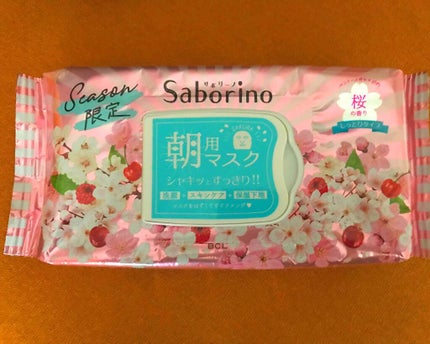 Season
限定
サボリーノ
Saborino
桜
の香り
しっとりタイプ
SAKURA
朝用マスク
シャキッとすっきり!!
洗顔・スキンケア・保湿下地
BCL